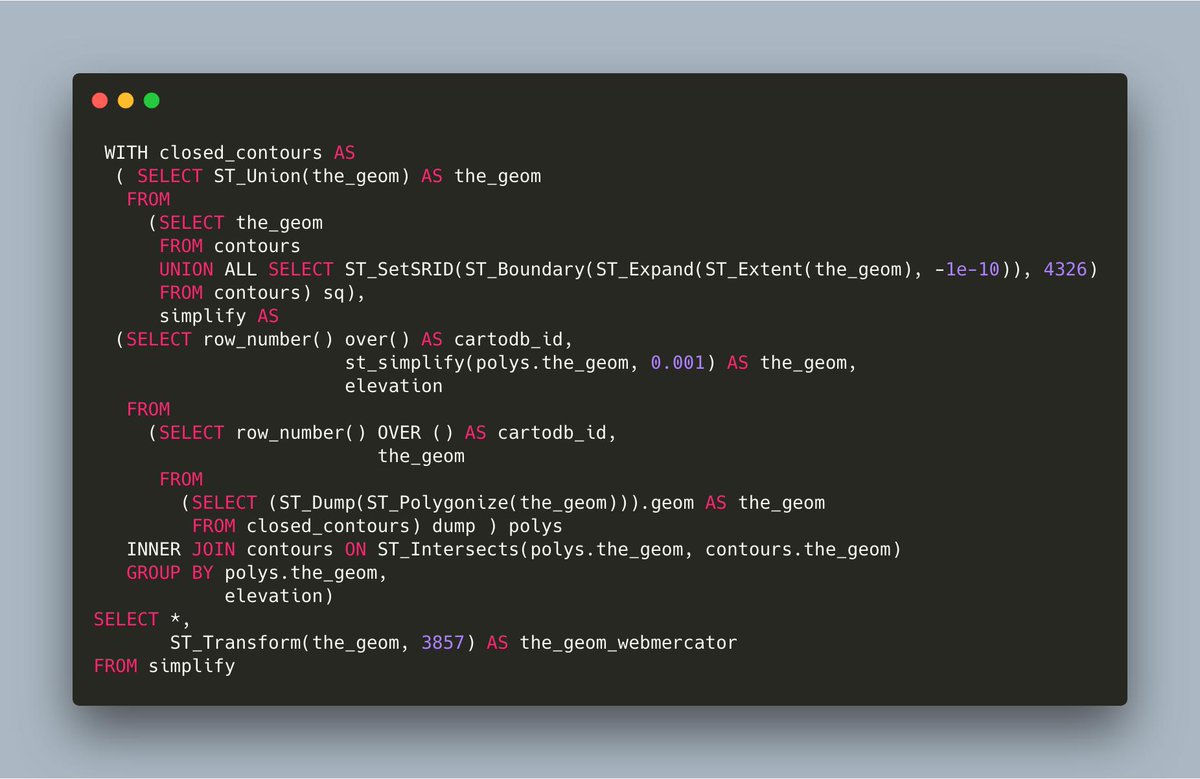 WITH closed_contours AS
( SELECT ST_Union(the_geom) AS the_geom
FROM
(SELECT the_geom
FROM contours
UNION ALL SELECT ST_SetSRID(ST_Boundary(ST_Expand(ST_Extent(the_geom), -1e-10)), 4326)
FROM contours) sq),
simplify AS
(SELECT row_number() over() AS cartodb_id,
st_simplify(polys.the_geom, 0.001) AS the_geom,
elevation
FROM
(SELECT row_number() OVER () AS cartodb_id,
the_geom
FROM
(SELECT (ST_Dump(ST_Polygonize(the_geom))).geom AS the_geom
FROM closed_contours) dump ) polys
INNER JOIN contours ON ST_Intersects(polys.the_geom, contours.the_geom)
GROUP BY polys.the_geom,
elevation)
SELECT *,
ST_Transform(the_geom, 3857) AS the_geom_webmercator
FROM simplify